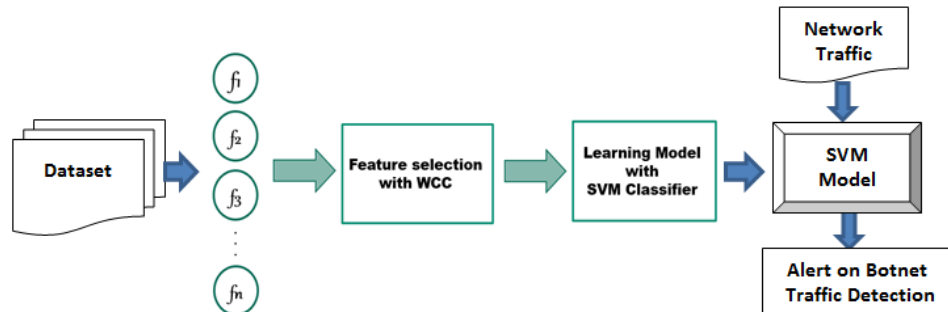 Dataset
f1
f2
f3
fn
Feature selection
with WCC
Learning Model
with
SVM Classifier
Network
Traffic
SVM
Model
Alert on Botnet
Traffic Detection